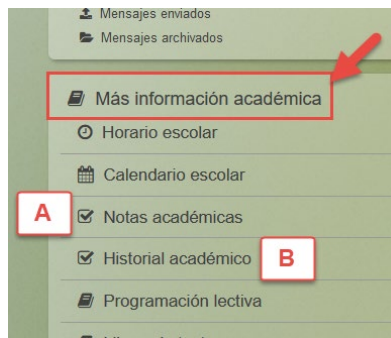 Mensajes enviados
Mensajes archivados
Más información académica
Horario escolar
Calendario escolar
A
Notas académicas
Historial académico
B
Programación lectiva